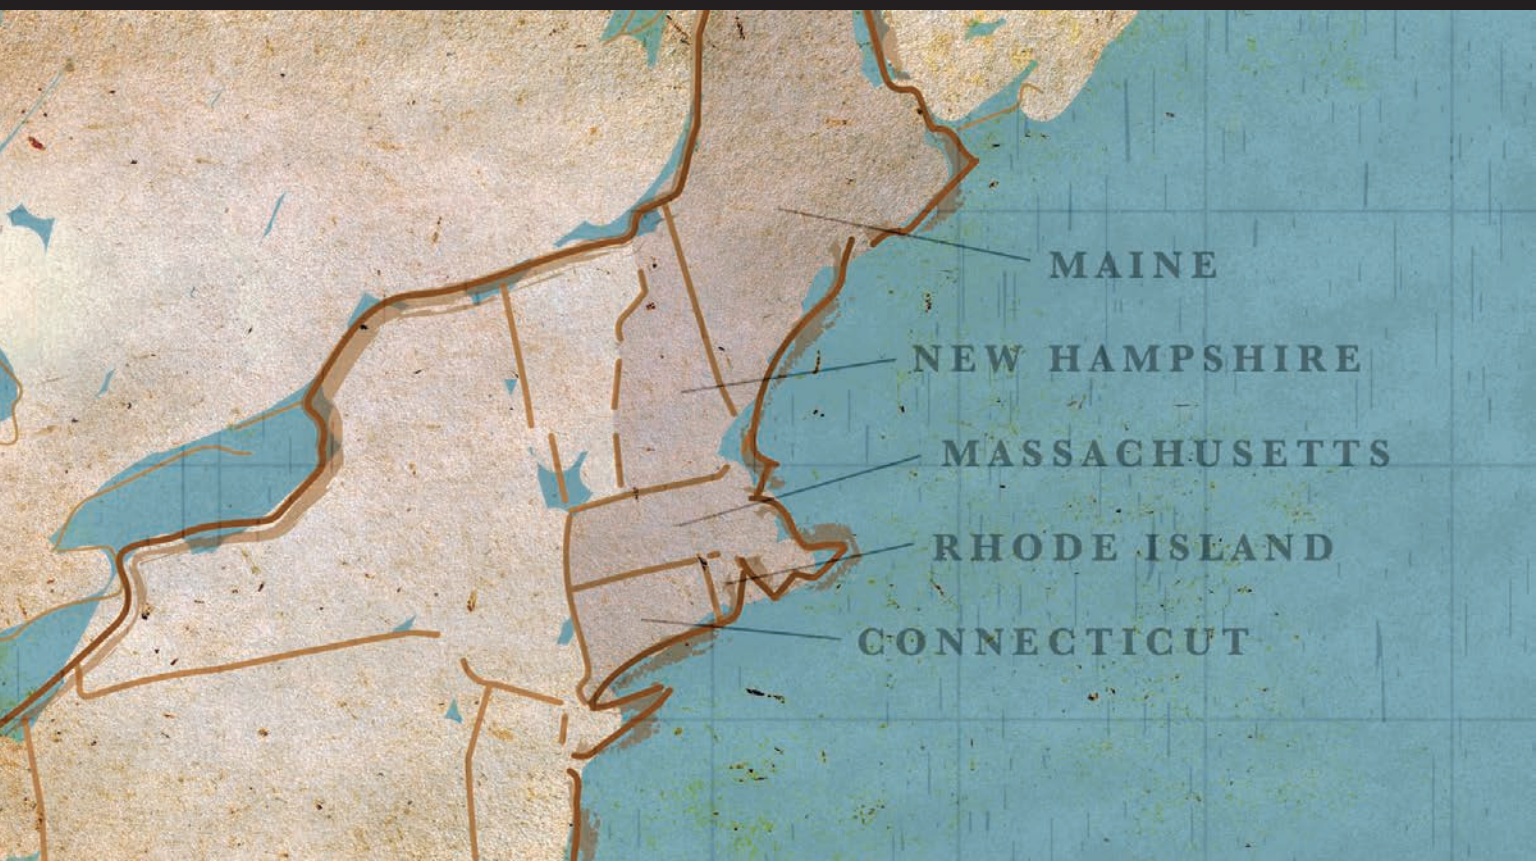 MAINE
NEW HAMPSHIRE
MASSACHUSETTS
RHODE ISLAND
CONNECTICUT